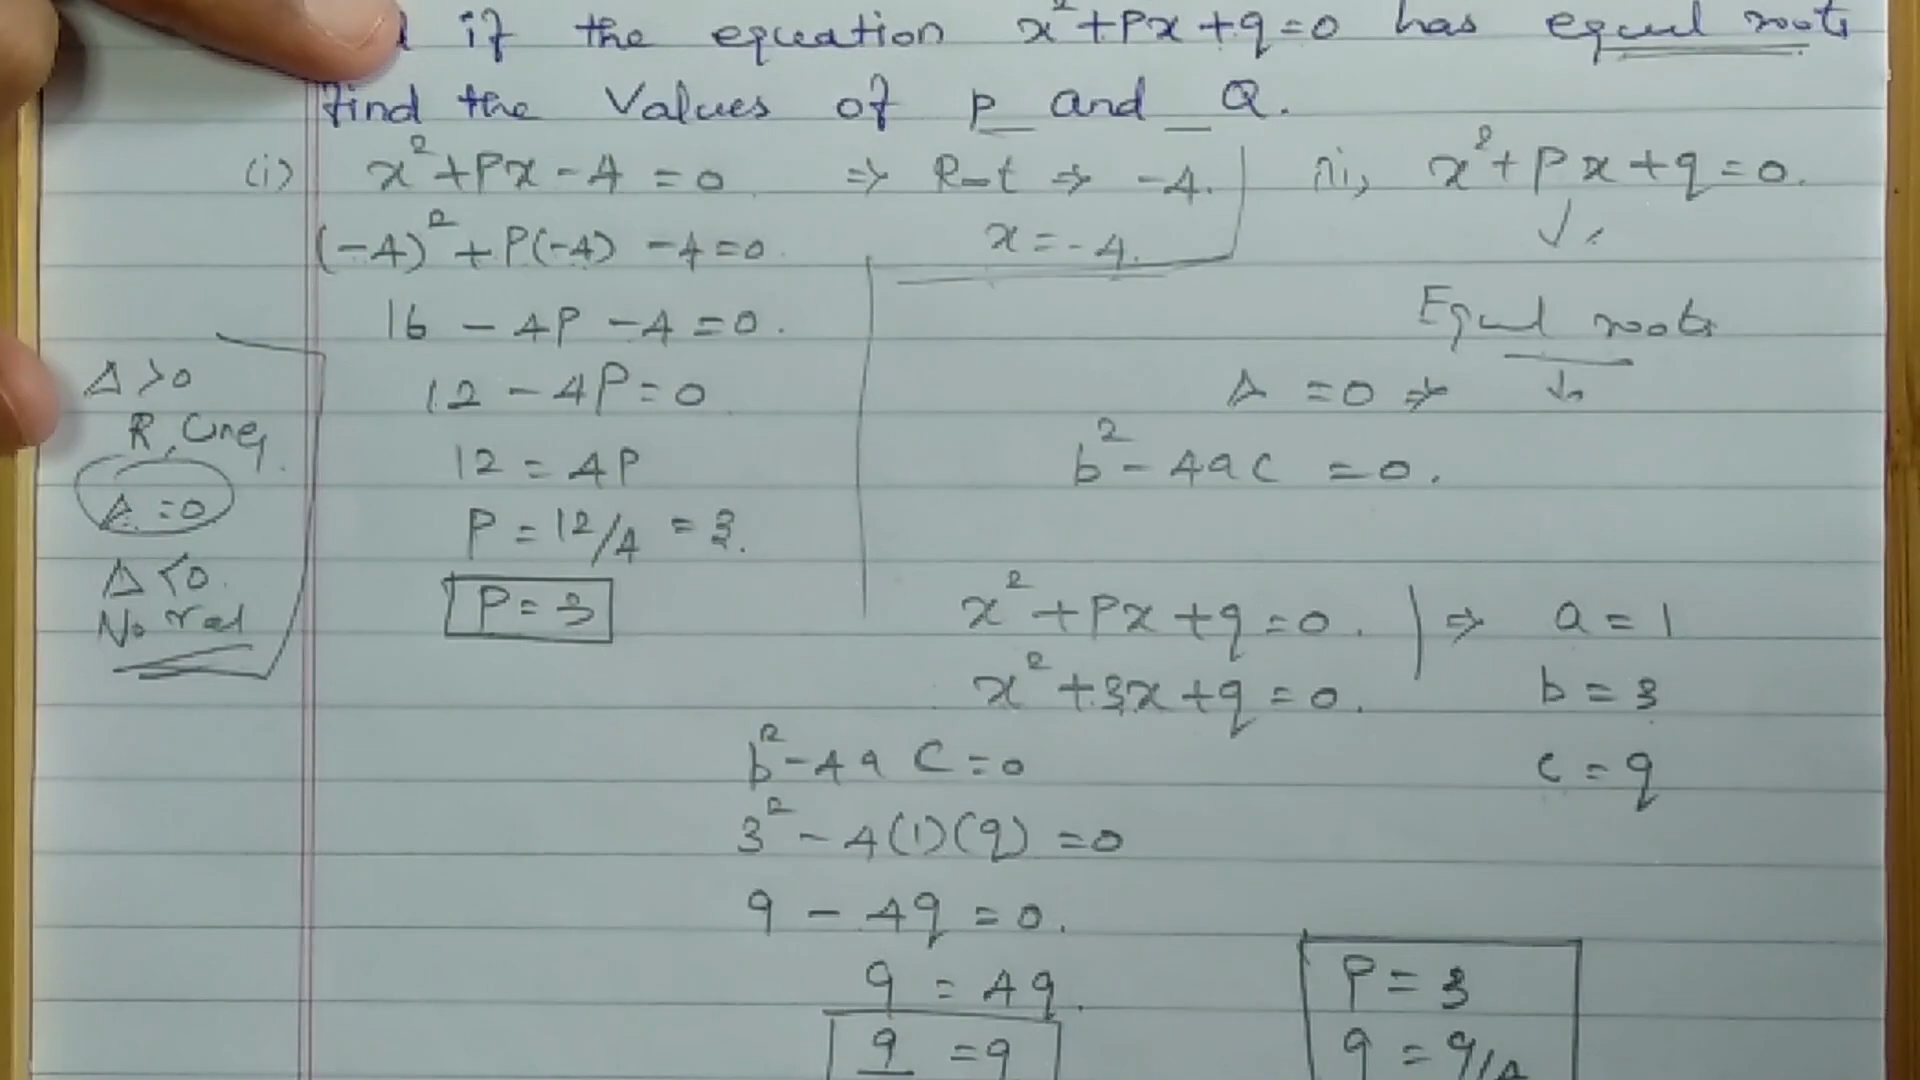 if the equation x²+px+q=0 has equal roots
find the Values of p and Q.
(i) x²+Px-4=0 => Root => -4.
(-4)²+P(-4) -4=0. x=-4.
16 - 4P -4=0.
12 - 4P=0
12 = 4P
P = 12/4 = 3.
P=3
Δ>0
R,
Δ=0
Δ<0.
No real
ii, x²+Px+q=0.
Equal roots
Δ=0 =>
b²-4ac=0.
x²+Px+q=0. => a=1
x²+3x+q=0. b=3
c=q
b²-4a C=0
3²-4(1)(q)=0
9 - 4q=0.
9 = 4q.
9 =q
P=3
q=9/4